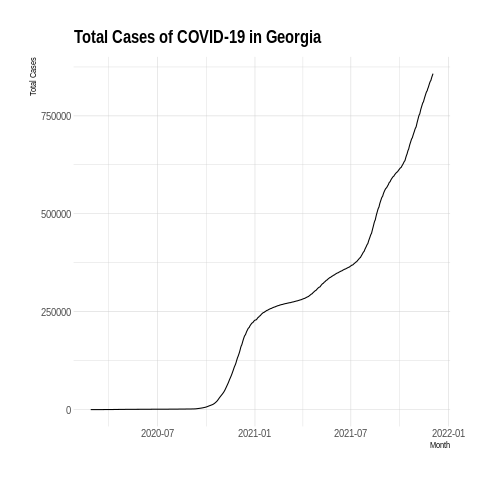 Total Cases of COVID-19 in Georgia
Total Cases
750000
500000
250000
0
2020-07 2021-01 2021-07 2022-01
Month